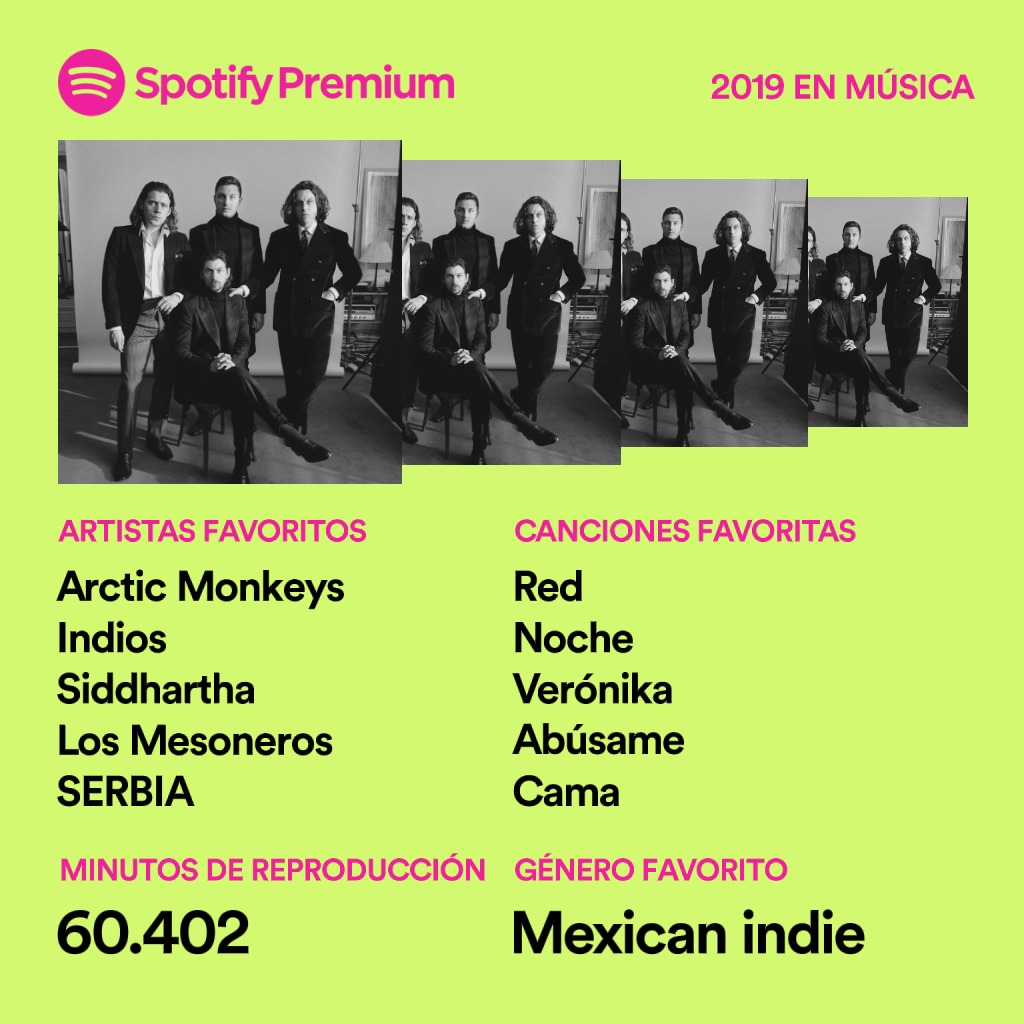 Spotify Premium
2019 EN MÚSICA
ARTISTAS FAVORITOS
Arctic Monkeys
Indios
Siddhartha
Los Mesoneros
SERBIA
CANCIONES FAVORITAS
Red
Noche
Verónika
Abúsame
Cama
MINUTOS DE REPRODUCCIÓN
60.402
GÉNERO FAVORITO
Mexican indie